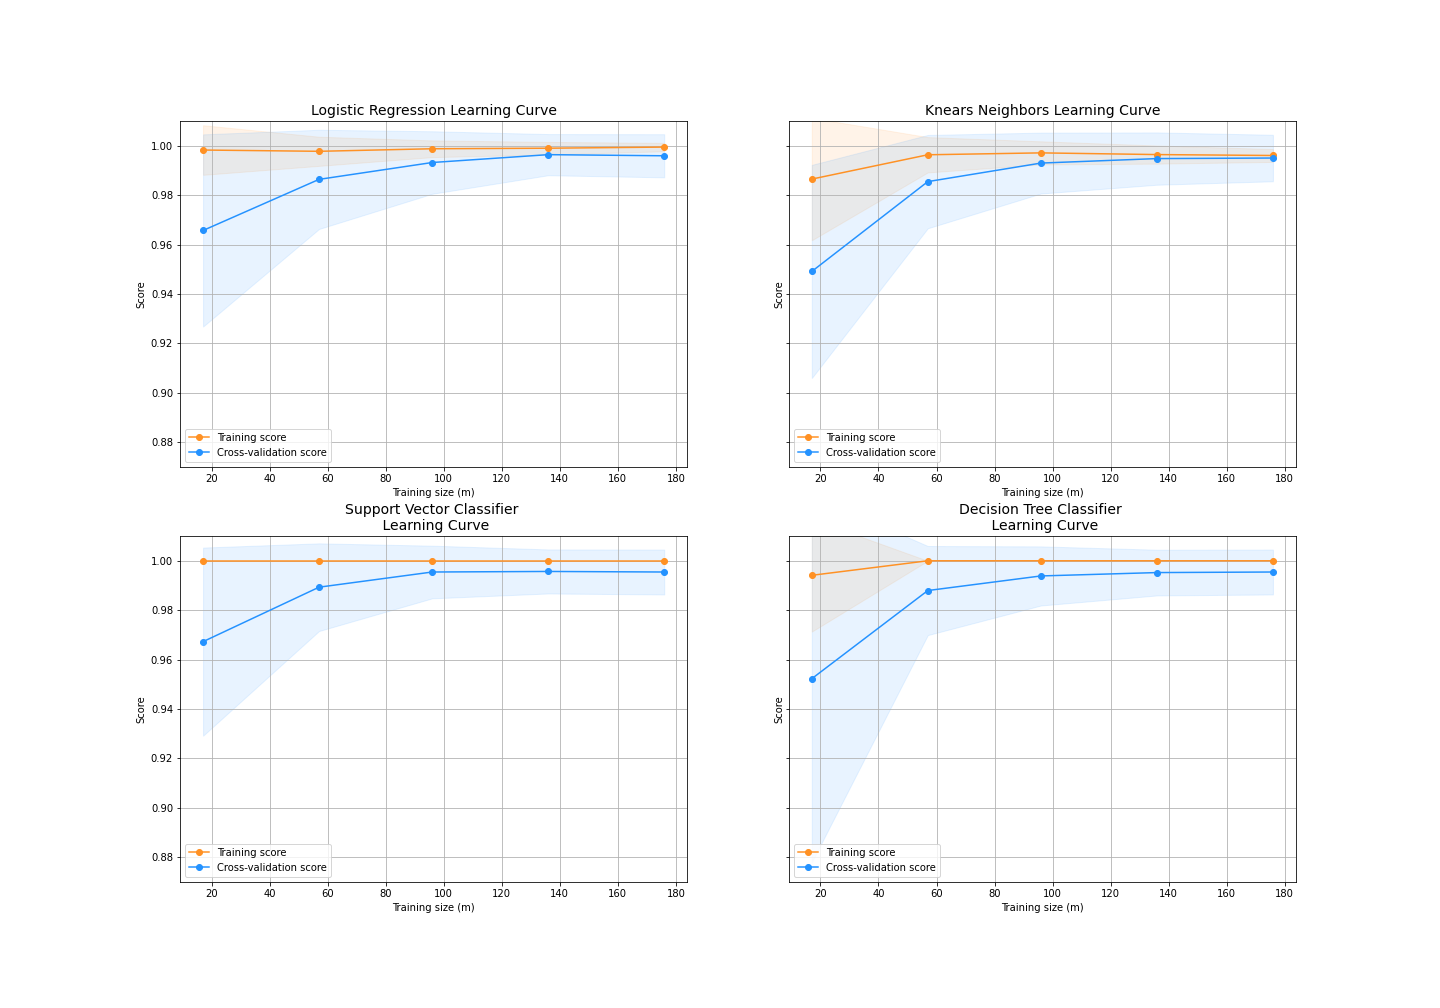 Logistic Regression Learning Curve
1.00
0.98
0.96
0.94
0.92
0.90
0.88
Score
Training score
Cross-validation score
20 40 60 80 100 120 140 160 180
Training size (m)
Knears Neighbors Learning Curve
Score
Training score
Cross-validation score
20 40 60 80 100 120 140 160 180
Training size (m)
Support Vector Classifier
Learning Curve
1.00
0.98
0.96
0.94
0.92
0.90
0.88
Score
Training score
Cross-validation score
20 40 60 80 100 120 140 160 180
Training size (m)
Decision Tree Classifier
Learning Curve
Score
Training score
Cross-validation score
20 40 60 80 100 120 140 160 180
Training size (m)